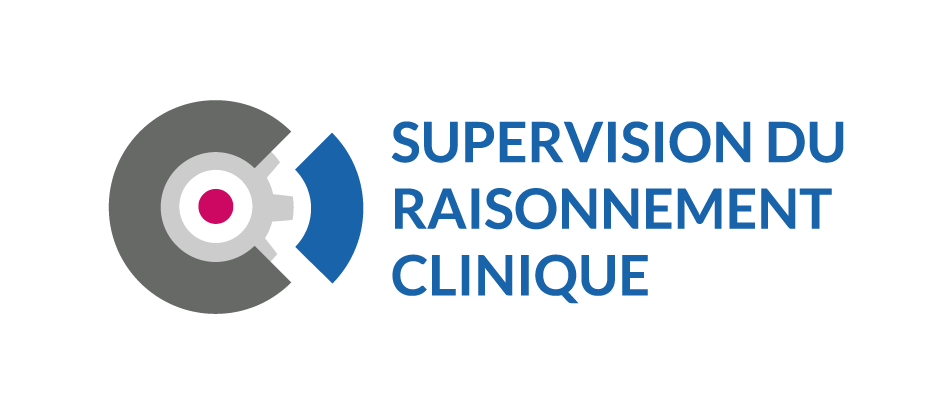 SUPERVISION DU
RAISONNEMENT
CLINIQUE